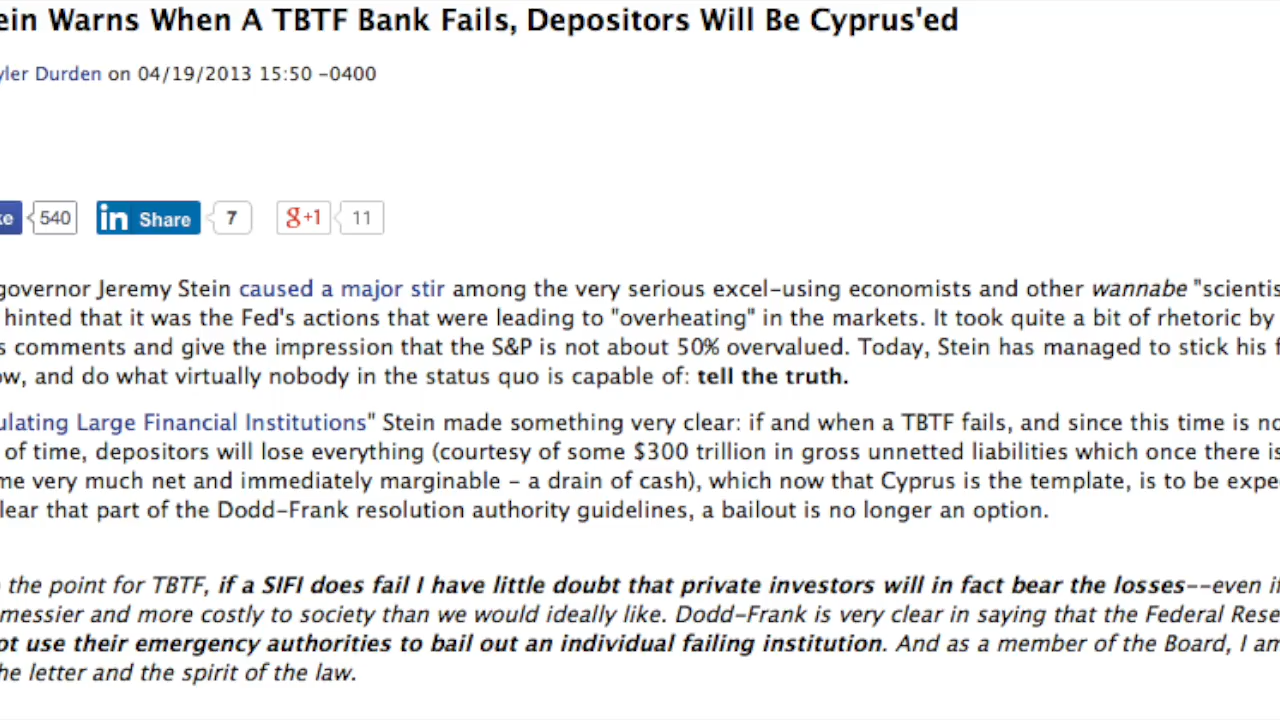 ein Warns When A TBTF Bank Fails, Depositors Will Be Cyprus'ed
yler Durden on 04/19/2013 15:50 -0400
ke 540 in Share 7 g+1 11
governor Jeremy Stein caused a major stir among the very serious excel-using economists and other wannabe "scientis
hinted that it was the Fed's actions that were leading to "overheating" in the markets. It took quite a bit of rhetoric by
s comments and give the impression that the S&P is not about 50% overvalued. Today, Stein has managed to stick his f
ow, and do what virtually nobody in the status quo is capable of: tell the truth.
ulating Large Financial Institutions" Stein made something very clear: if and when a TBTF fails, and since this time is no
of time, depositors will lose everything (courtesy of some $300 trillion in gross unnetted liabilities which once there is
me very much net and immediately marginable - a drain of cash), which now that Cyprus is the template, is to be expe
lear that part of the Dodd-Frank resolution authority guidelines, a bailout is no longer an option.
the point for TBTF, if a SIFI does fail I have little doubt that private investors will in fact bear the losses--even if
messier and more costly to society than we would ideally like. Dodd-Frank is very clear in saying that the Federal Rese
ot use their emergency authorities to bail out an individual failing institution. And as a member of the Board, I am
he letter and the spirit of the law.